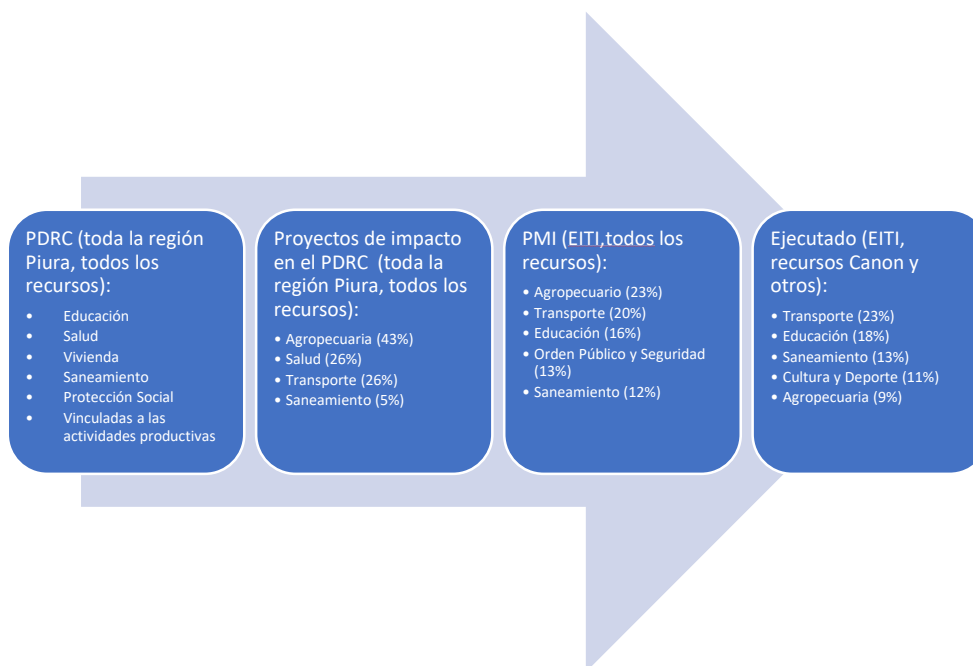 PDRC (toda la región
Piura, todos los
recursos):
• Educación
• Salud
• Vivienda
• Saneamiento
• Protección Social
• Vinculadas a las
actividades productivas
Proyectos de impacto
en el PDRC (toda la
región Piura, todos los
recursos):
• Agropecuaria (43%)
• Salud (26%)
• Transporte (26%)
• Saneamiento (5%)
PMI (EITI,todos los
recursos):
• Agropecuario (23%)
• Transporte (20%)
• Educación (16%)
• Orden Público y Seguridad
(13%)
• Saneamiento (12%)
Ejecutado (EITI,
recursos Canon y
otros):
• Transporte (23%)
• Educación (18%)
• Saneamiento (13%)
• Cultura y Deporte (11%)
• Agropecuaria (9%)